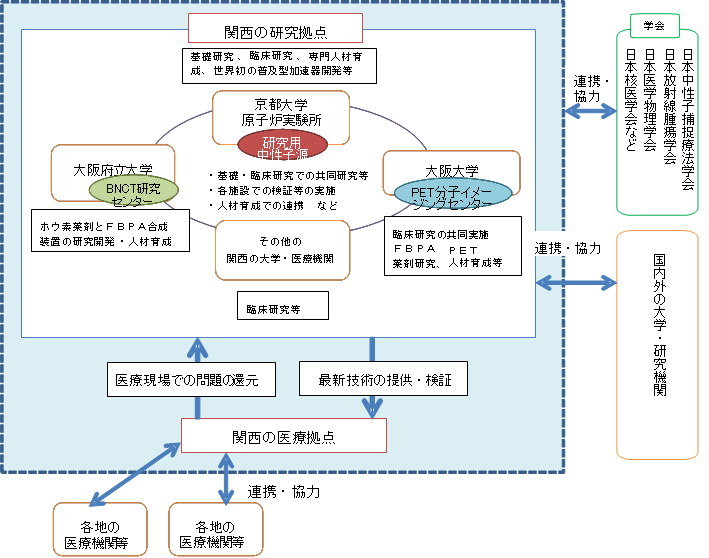 関西の研究拠点
基礎研究、臨床研究、専門人材育
成、世界初の普及型加速器開発等
京都大学
原子炉実験所
研究用
中性子源
大阪府立大学
BNCT研究
センター
ホウ素薬剤とＦＢＰＡ合成
装置の研究開発・人材育成
・基礎・臨床研究での共同研究等
・各施設での検証等の実施
・人材育成での連携　など
大阪大学
PET分子イメー
ジングセンター
臨床研究の共同実施
ＦＢＰＡ　ＰＥＴ
薬剤研究、人材育成等
その他の
関西の大学・医療機関
臨床研究等
医療現場での問題の還元
最新技術の提供・検証
関西の医療拠点
連携・協力
各地の
医療機関等
各地の
医療機関等
連携・
協力
学会
日本中性子捕捉療法学会
日本放射線腫瘍学会
日本医学物理学会
日本核医学会など
連携・協力
国内外の大学・研究機関